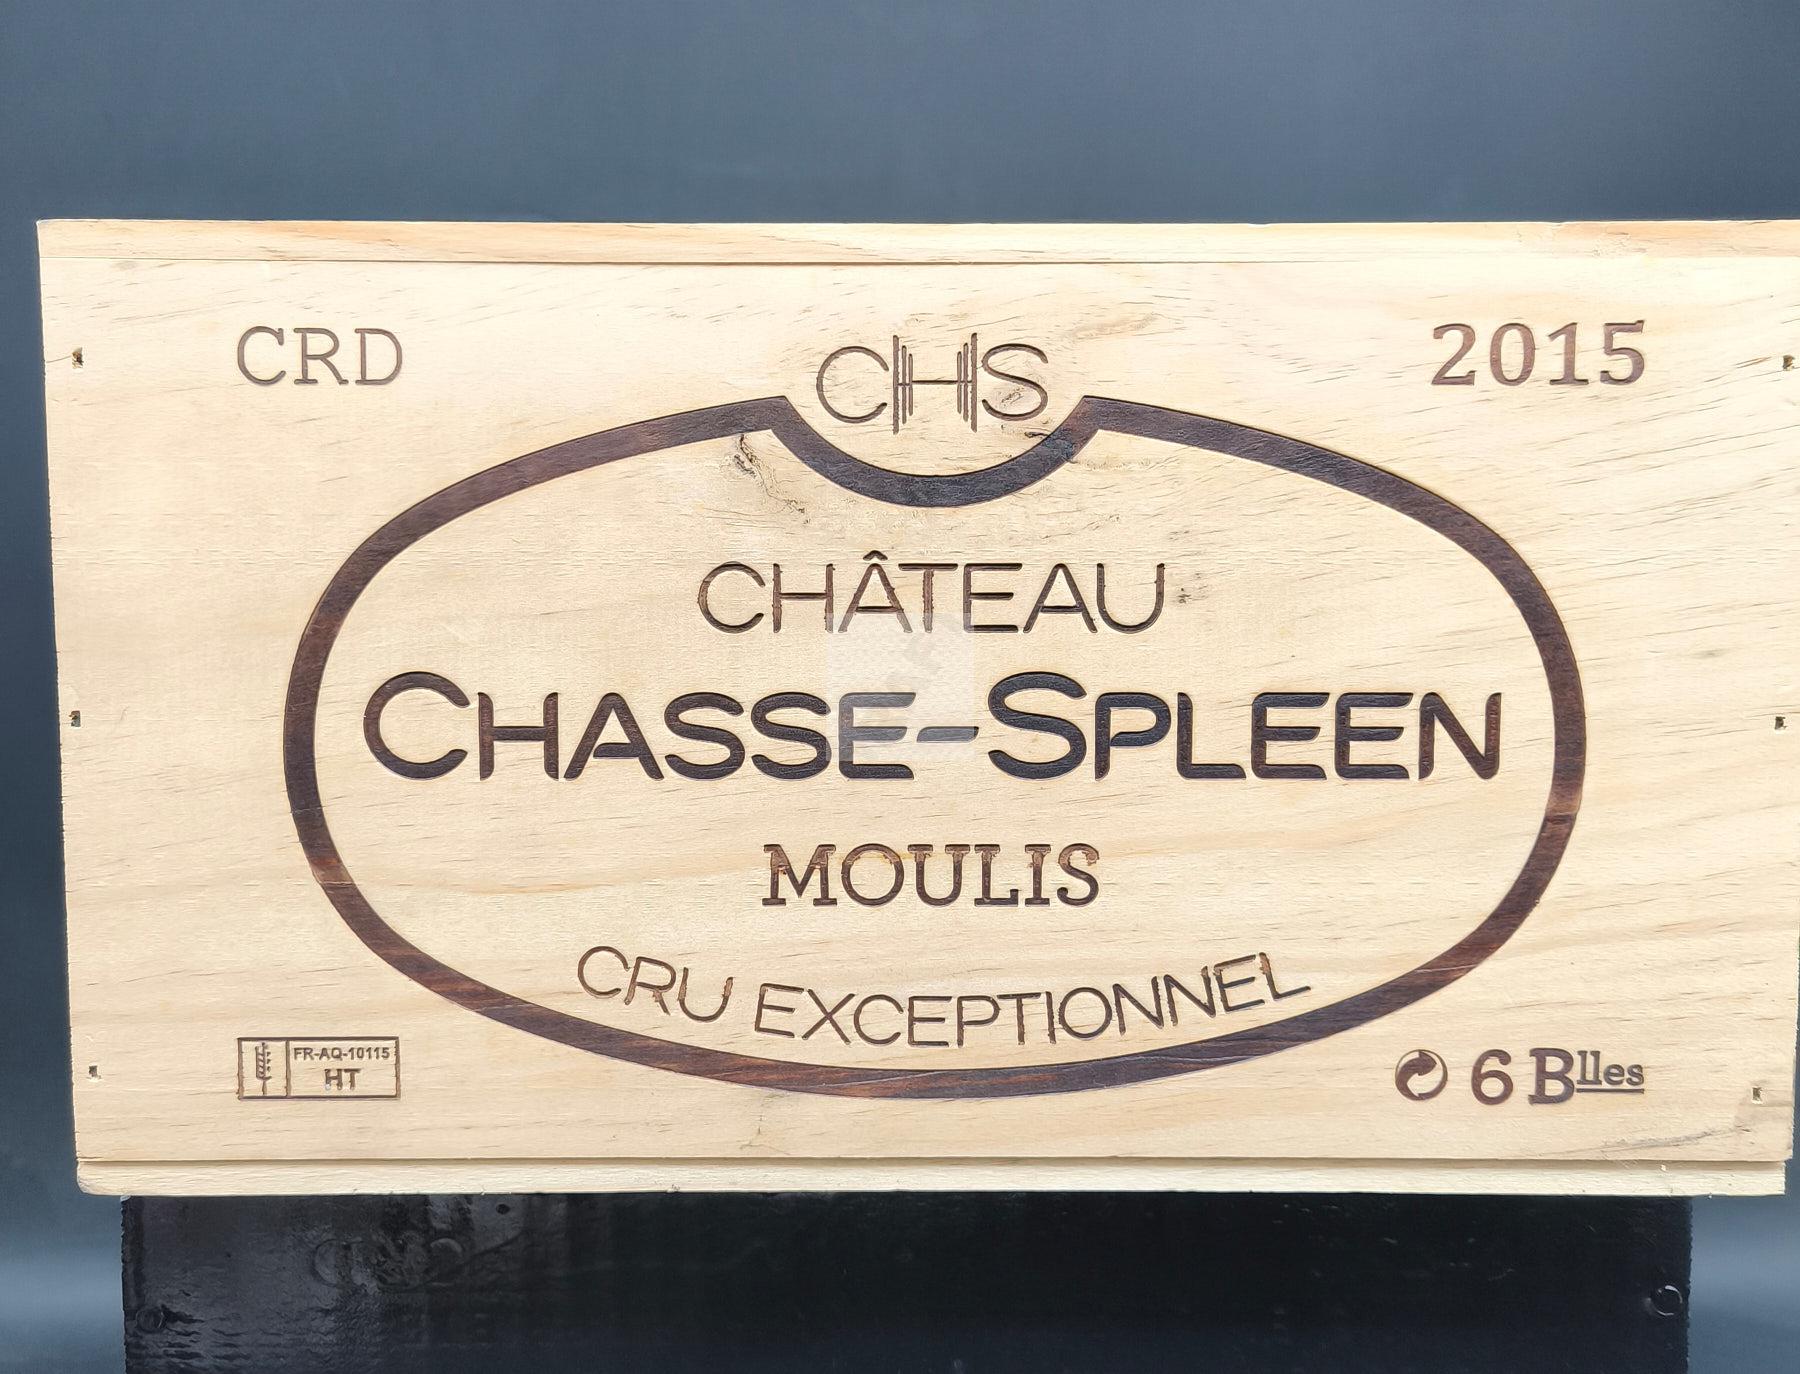 CRD
CHS
2015
CHÂTEAU
CHASSE-SPLEEN
MOULIS
CRU EXCEPTIONNEL
FR-AQ-10115
HT
6 Blles